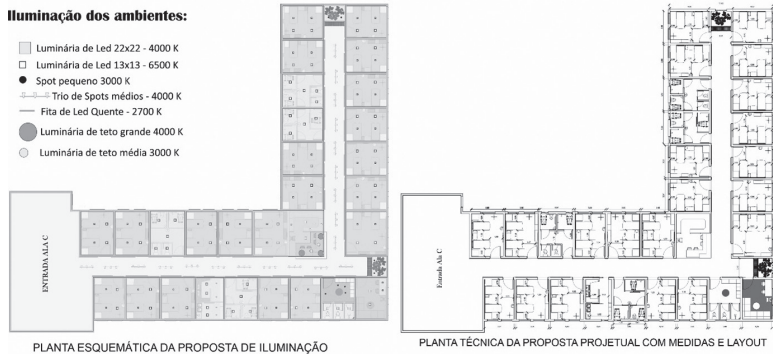 Iluminação dos ambientes:
Luminária de Led 22x22 - 4000 K
Luminária de Led 13x13 - 6500 K
Spot pequeno 3000 K
Trio de Spots médios - 4000 K
Fita de Led Quente - 2700 K
Luminária de teto grande 4000 K
Luminária de teto média 3000 K
ENTRADA ALA C
PLANTA ESQUEMÁTICA DA PROPOSTA DE ILUMINAÇÃO
Entrada Ala C
PLANTA TÉCNICA DA PROPOSTA PROJETUAL COM MEDIDAS E LAYOUT